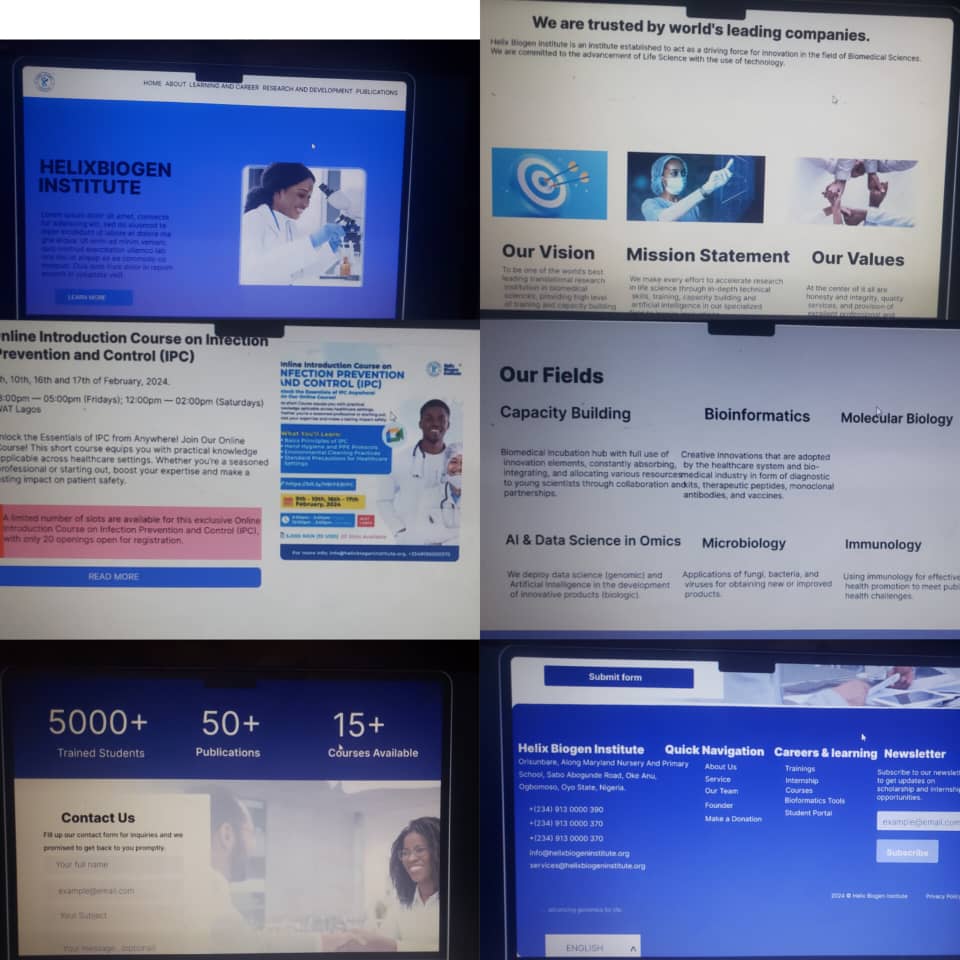 HOME ABOUT LEARNING AND CAREER RESEARCH AND DEVELOPMENT PUBLICATIONS
HELIXBIOGEN
INSTITUTE
Lorem ipsum dolor sit amet, consecte
LEARN MORE
We are trusted by world's leading companies.
Helix Biogen Institute is an institute established to act as a driving force for innovation in the field of Biomedical Sciences.
We are committed to the advancement of Life Science with the use of technology.
Our Vision
To be one of the world's best
leading translational research
institution in biomedical
sciences, providing high level
of training and capacity building
Mission Statement
We make every effort to accelerate research
in life science through in-depth technical
skills, training, capacity building and
artificial intelligence in our specialized
Our Values
At the center of it all are
honesty and integrity, quality
services, and provision of
excellent professional and
nline Introduction Course on Infection
revention and Control (IPC)
h, 10th, 16th and 17th of February, 2024.
:00pm — 05:00pm (Fridays); 12:00pm — 02:00pm (Saturdays)
WAT Lagos
nlock the Essentials of IPC from Anywhere! Join Our Online
ourse! This short course equips you with practical knowledge
pplicable across healthcare settings. Whether you're a seasoned
rofessional or starting out, boost your expertise and make a
sting impact on patient safety.
A limited number of slots are available for this exclusive Online
Introduction Course on Infection Prevention and Control (IPC),
with only 20 openings open for registration.
READ MORE
Online Introduction Course on
INFECTION PREVENTION
AND CONTROL (IPC)
What You'll Learn:
Basic Principles of IPC
Hand Hygiene and PPE Protocols
Environmental Cleaning Practices
Standard Precautions for Healthcare
Settings
9th - 10th, 16th - 17th
February, 2024
For more info: info@helixbiogeninstitute.org,
Our Fields
Capacity Building
Biomedical incubation hub with full use of
innovation elements, constantly absorbing,
integrating, and allocating various resources
to young scientists through collaboration and
partnerships.
Bioinformatics
Creative Innovations that are adopted
by the healthcare system and bio-
medical industry in form of diagnostic
kits, therapeutic peptides, monoclonal
antibodies, and vaccines.
Molecular Biology
AI & Data Science in Omics
We deploy data science (genomic) and
Artificial Intelligence in the development
of innovative products (biologic).
Microbiology
Applications of fungi, bacteria, and
viruses for obtaining new or improved
products.
Immunology
Using immunology for effective
health promotion to meet pub
health challenges.
5000+
Trained Students
50+
Publications
15+
Courses Available
Contact Us
Fill up our contact form for inquiries and we
promised to get back to you promptly.
Your full name
example@email.com
Your Subject
Your message...(optional)
Submit form
Helix Biogen Institute
Orisunbare, Along Maryland Nursery And Primary
School, Sabo Abogunde Road, Oke Anu,
Ogbomoso, Oyo State, Nigeria.
+(234) 913 0000 390
+(234) 913 0000 370
+(234) 913 0000 370
info@helixbiogeninstitute.org
services@helixbiogeninstitute.org
advancing genomics for life.
ENGLISH
Quick Navigation
About Us
Service
Our Team
Founder
Make a Donation
Careers & learning
Trainings
Internship
Courses
Bioformatics Tools
Student Portal
Newsletter
Subscribe to our newslett
to get updates on
scholarship and internship
opportunities.
example@email.com
Subscribe
2024 © Helix Biogen Institute
Privacy Polic